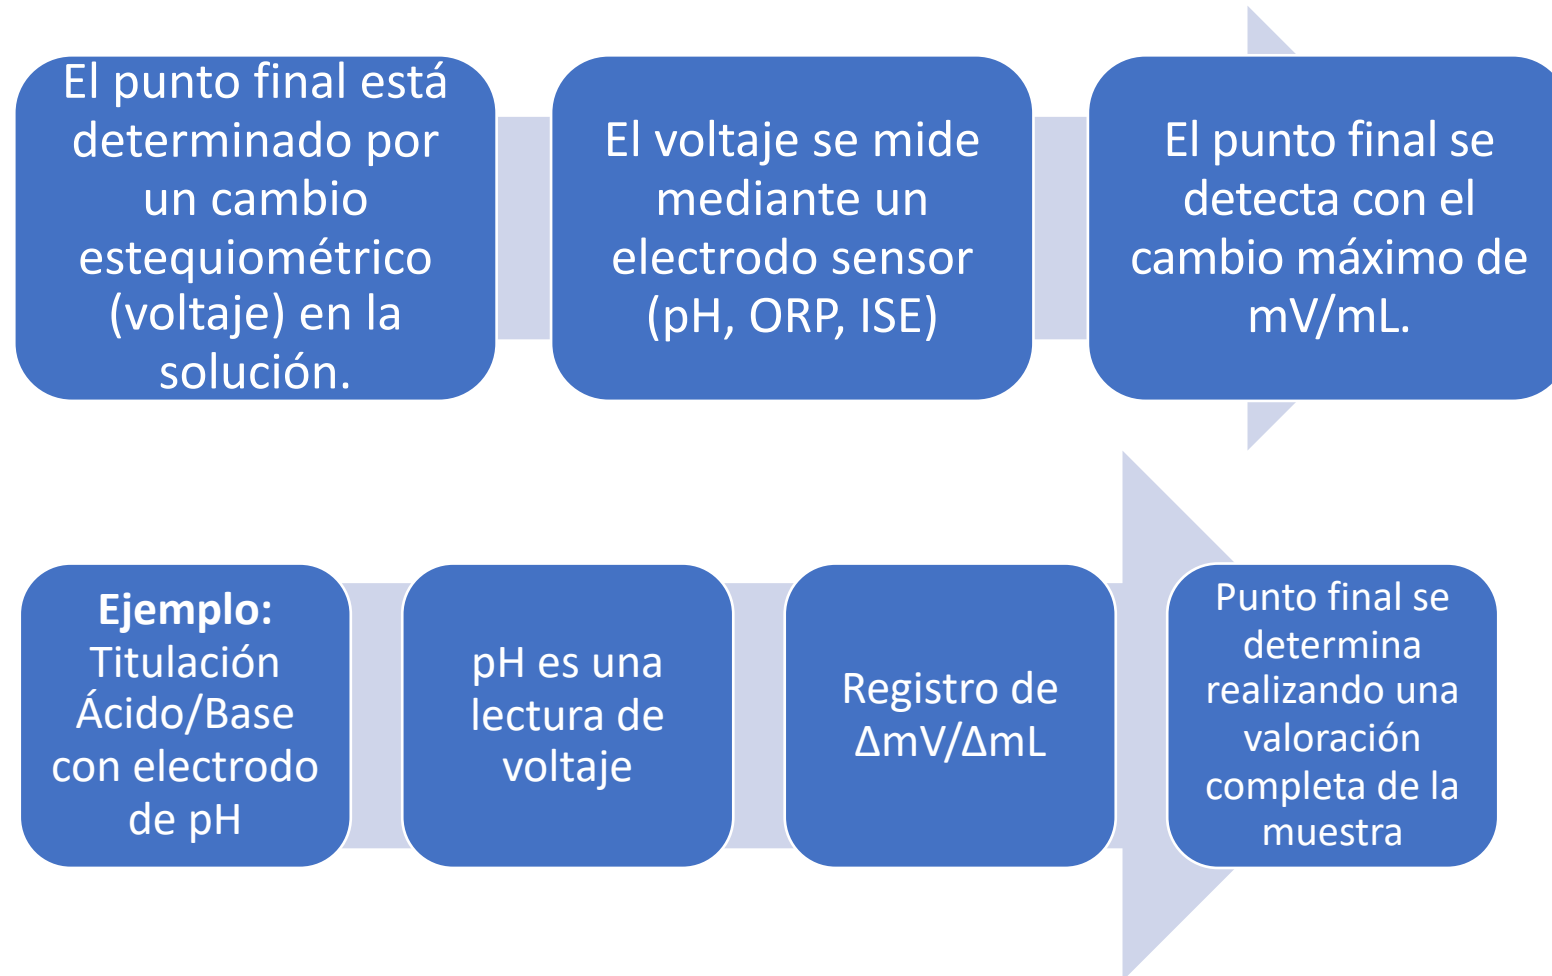 El punto final está
determinado por
un cambio
estequiométrico
(voltaje) en la
solución.
El voltaje se mide
mediante un
electrodo sensor
(pH, ORP, ISE)
El punto final se
detecta con el
cambio máximo de
mV/mL.
Ejemplo:
Titulación
Ácido/Base
con electrodo
de pH
pH es una
lectura de
voltaje
Registro de
ΔmV/ΔmL
Punto final se
determina
realizando una
valoración
completa de la
muestra